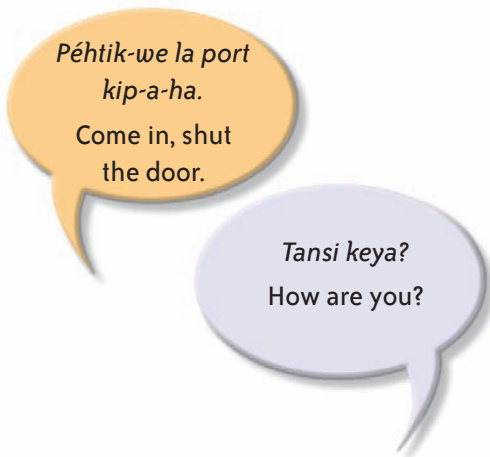 Péhtik-we la port
kip-a-ha.
Come in, shut
the door.
Tansi keya?
How are you?